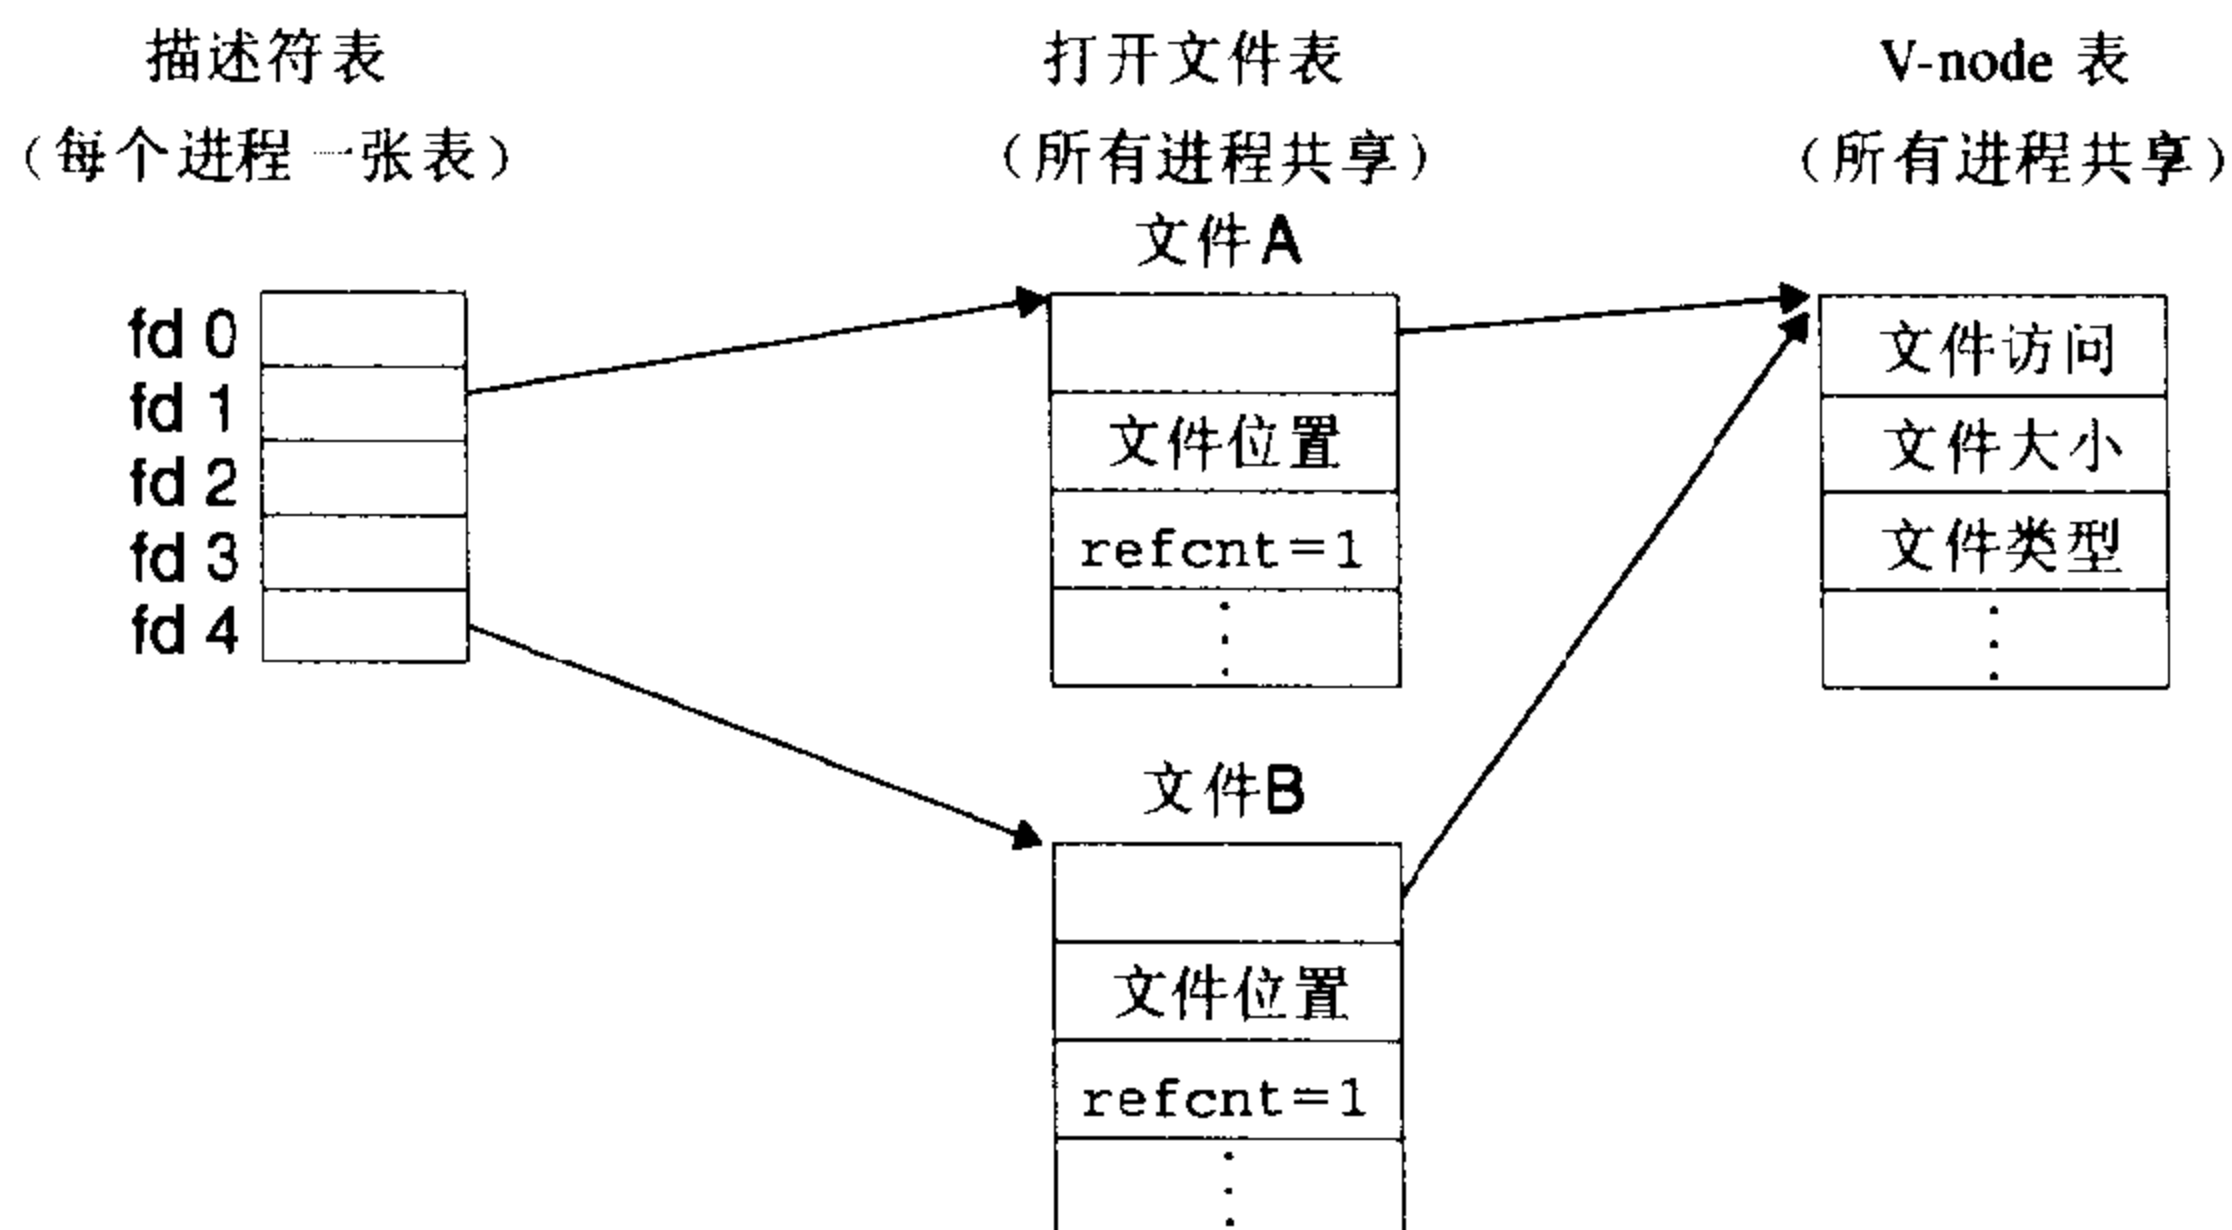 描述符表
（每个进程一张表）
fd 0
fd 1
fd 2
fd 3
fd 4
打开文件表
（所有进程共享）
文件A
文件位置
refcnt=1
文件B
文件位置
refcnt=1
V-node 表
（所有进程共享）
文件访问
文件大小
文件类型